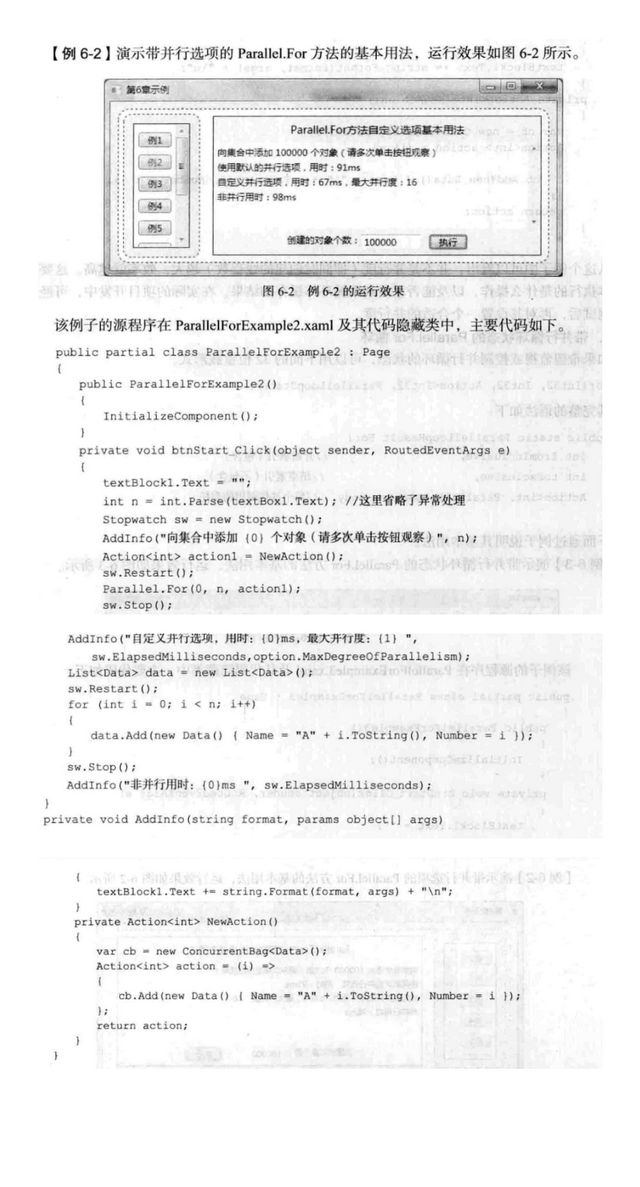 【例 6-2】演示带并行选项的 Parallel.For 方法的基本用法，运行效果如图 6-2 所示。
第6章示例
例1
例2
例3
例4
例5
Parallel.For方法自定义选项基本用法
向集合中添加 100000 个对象（请多次单击按钮观察）
使用默认的并行选项，用时：91ms
自定义并行选项，用时：67ms，最大并行度：16
非并行用时：98ms
创建的对象个数： 100000 执行
图 6-2 例 6-2 的运行效果
该例子的源程序在 ParallelForExample2.xaml 及其代码隐藏类中，主要代码如下。
public partial class ParallelForExample2 : Page
{
public ParallelForExample2()
{
InitializeComponent();
}
private void btnStart_Click(object sender, RoutedEventArgs e)
{
textBlock1.Text = "";
int n = int.Parse(textBox1.Text); //这里省略了异常处理
Stopwatch sw = new Stopwatch();
AddInfo("向集合中添加 {0} 个对象（请多次单击按钮观察）", n);
Action<int> action1 = NewAction();
sw.Restart();
Parallel.For(0, n, action1);
sw.Stop();
AddInfo("自定义并行选项，用时：{0}ms，最大并行度：{1} ",
sw.ElapsedMilliseconds,option.MaxDegreeOfParallelism);
List<Data> data = new List<Data>();
sw.Restart();
for (int i = 0; i < n; i++)
{
data.Add(new Data() { Name = "A" + i.ToString(), Number = i });
}
sw.Stop();
AddInfo("非并行用时：{0}ms ", sw.ElapsedMilliseconds);
}
private void AddInfo(string format, params object[] args)
{
textBlock1.Text += string.Format(format, args) + "\n";
}
private Action<int> NewAction()
{
var cb = new ConcurrentBag<Data>();
Action<int> action = (i) =>
{
cb.Add(new Data() { Name = "A" + i.ToString(), Number = i });
};
return action;
}
}